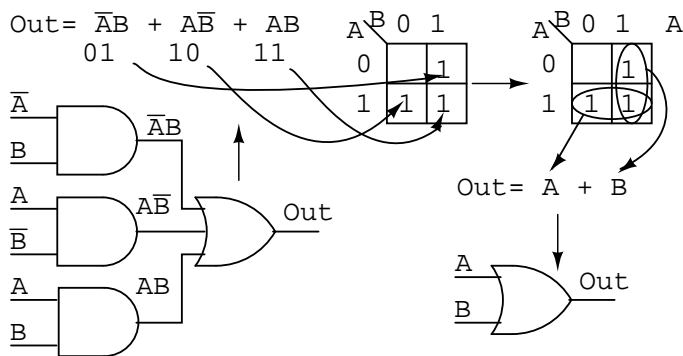 Out= A̅B + AB̅ + AB
01 10 11
A B 0 1
0 1
1 1 1
A B 0 1 A
0 1
1 1 1
A̅
B
A̅B
A
B̅
AB̅
Out
A
B
AB
Out= A + B
A
B
Out